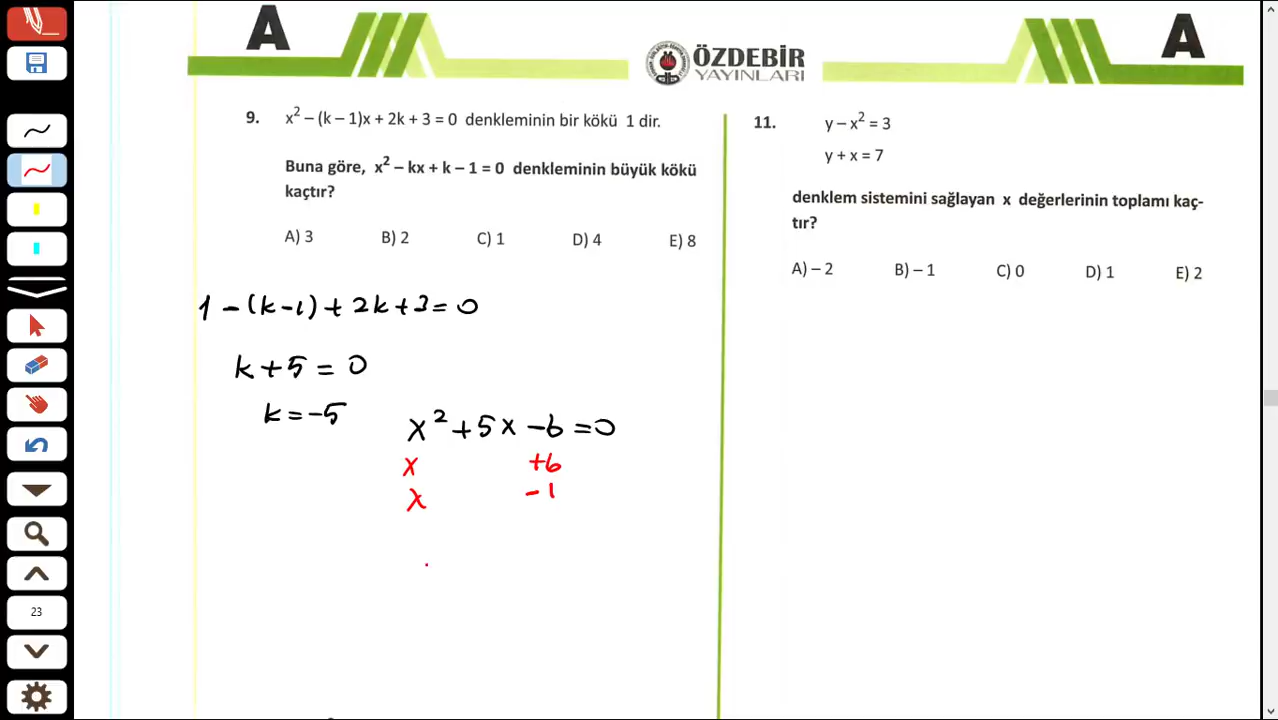 A
ÖZDEBİR
YAYINLARI
A
9. x² – (k – 1)x + 2k + 3 = 0 denkleminin bir kökü 1 dir.
Buna göre, x² – kx + k – 1 = 0 denkleminin büyük kökü
kaçtır?
A) 3 B) 2 C) 1 D) 4 E) 8
1 – (k-1) + 2k + 3 = 0
k + 5 = 0
k = -5
x² + 5x - 6 = 0
x +6
x -1
11. y – x² = 3
y + x = 7
denklem sistemini sağlayan x değerlerinin toplamı kaç-
tır?
A) – 2 B) – 1 C) 0 D) 1 E) 2
23